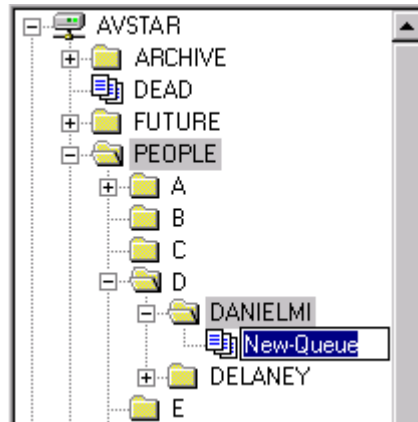 AVSTAR
ARCHIVE
DEAD
FUTURE
PEOPLE
A
B
C
D
DANIELMI
New-Queue
DELANEY
E